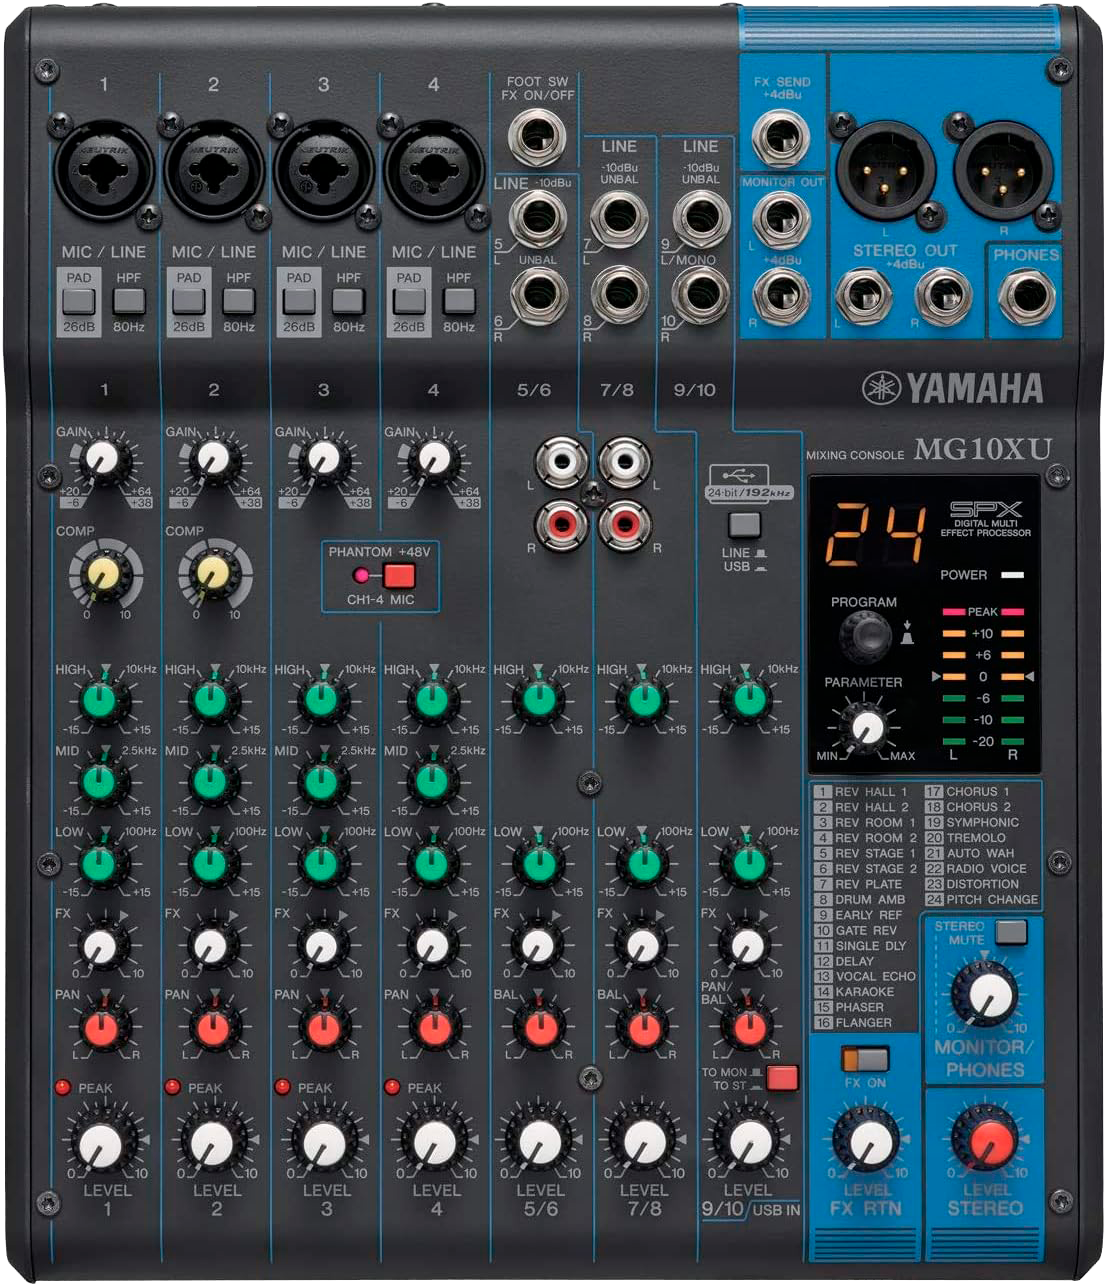 1 2 3 4
FOOT SW
FX ON/OFF
FX SEND
+4dBu
NEUTRIK NEUTRIK NEUTRIK NEUTRIK
LINE LINE
-10dBu -10dBu
UNBAL UNBAL
LINE -10dBu
MONITOR OUT
5 7 9
L L/MONO
L
L R
UNBAL
+4dBu
STEREO OUT
+4dBu
PHONES
MIC / LINE MIC / LINE MIC / LINE MIC / LINE
PAD HPF PAD HPF PAD HPF PAD HPF
26dB 80Hz 26dB 80Hz 26dB 80Hz 26dB 80Hz
6 8 10
R R R
R L R
1 2 3 4 5/6 7/8 9/10
YAMAHA
MIXING CONSOLE MG10XU
GAIN GAIN GAIN GAIN
+20 +64 +20 +64 +20 +64 +20 +64
-6 +38 -6 +38 -6 +38 -6 +38
L L
R R
24-bit/192kHz
LINE
USB
COMP COMP
0 10 0 10
PHANTOM +48V
CH1-4 MIC
24
SPX
DIGITAL MULTI
EFFECT PROCESSOR
POWER
PROGRAM
PEAK
+10
+6
0
-6
-10
-20
L R
PARAMETER
MIN MAX
HIGH 10kHz HIGH 10kHz HIGH 10kHz HIGH 10kHz HIGH 10kHz HIGH 10kHz HIGH 10kHz
-15 +15 -15 +15 -15 +15 -15 +15 -15 +15 -15 +15 -15 +15
MID 2.5kHz MID 2.5kHz MID 2.5kHz MID 2.5kHz
-15 +15 -15 +15 -15 +15 -15 +15
LOW 100Hz LOW 100Hz LOW 100Hz LOW 100Hz LOW 100Hz LOW 100Hz LOW 100Hz
-15 +15 -15 +15 -15 +15 -15 +15 -15 +15 -15 +15 -15 +15
1 REV HALL 1
2 REV HALL 2
3 REV ROOM 1
4 REV ROOM 2
5 REV STAGE 1
6 REV STAGE 2
7 REV PLATE
8 DRUM AMB
9 EARLY REF
10 GATE REV
11 SINGLE DLY
12 DELAY
13 VOCAL ECHO
14 KARAOKE
15 PHASER
16 FLANGER
17 CHORUS 1
18 CHORUS 2
19 SYMPHONIC
20 TREMOLO
21 AUTO WAH
22 RADIO VOICE
23 DISTORTION
24 PITCH CHANGE
FX FX FX FX FX FX FX
0 10 0 10 0 10 0 10 0 10 0 10 0 10
PAN PAN PAN PAN BAL BAL PAN/
BAL
L R L R L R L R L R L R L R
STEREO
MUTE
0 10
MONITOR/
PHONES
TO MON
TO ST
FX ON
PEAK PEAK PEAK PEAK
0 10 0 10 0 10 0 10 0 10 0 10 0 10 0 10 0 10
LEVEL LEVEL LEVEL LEVEL LEVEL LEVEL LEVEL LEVEL LEVEL
1 2 3 4 5/6 7/8 9/10 USB IN FX RTN STEREO